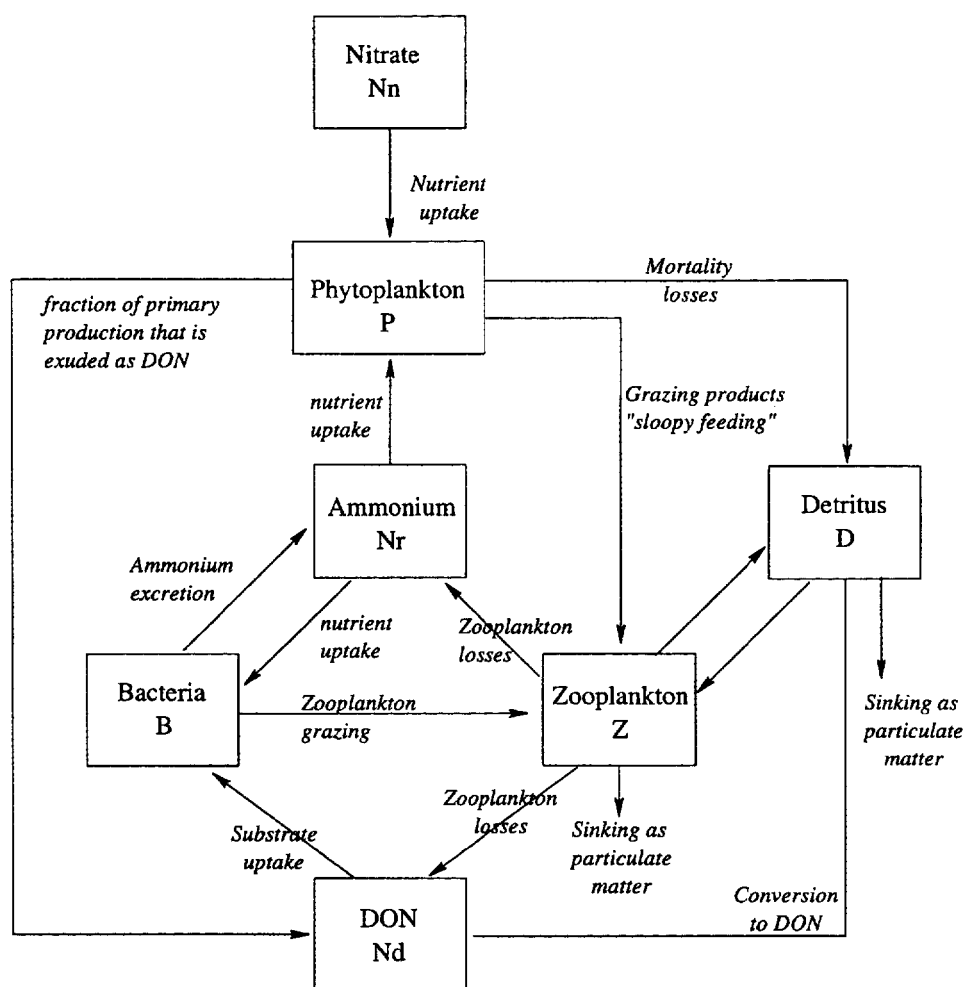 Nitrate
Nn
Nutrient
uptake
Phytoplankton
P
Mortality
losses
fraction of primary
production that is
exuded as DON
nutrient
uptake
Grazing products
"sloopy feeding"
Ammonium
Nr
Detritus
D
Ammonium
excretion
nutrient
uptake
Zooplankton
losses
Bacteria
B
Zooplankton
grazing
Zooplankton
Z
Sinking as
particulate
matter
Substrate
uptake
Zooplankton
losses
Sinking as
particulate
matter
DON
Nd
Conversion
to DON